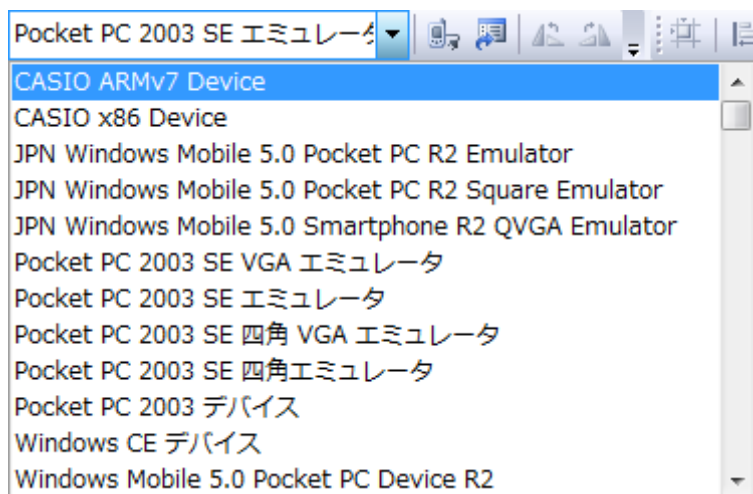 Pocket PC 2003 SE エミュレータ
CASIO ARMv7 Device
CASIO x86 Device
JPN Windows Mobile 5.0 Pocket PC R2 Emulator
JPN Windows Mobile 5.0 Pocket PC R2 Square Emulator
JPN Windows Mobile 5.0 Smartphone R2 QVGA Emulator
Pocket PC 2003 SE VGA エミュレータ
Pocket PC 2003 SE エミュレータ
Pocket PC 2003 SE 四角 VGA エミュレータ
Pocket PC 2003 SE 四角エミュレータ
Pocket PC 2003 デバイス
Windows CE デバイス
Windows Mobile 5.0 Pocket PC Device R2